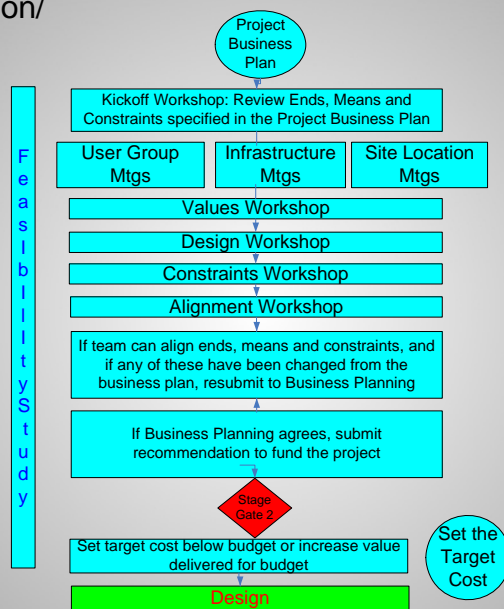 on/
Project
Business
Plan
Kickoff Workshop: Review Ends, Means and
Constraints specified in the Project Business Plan
User Group
Mtgs
Infrastructure
Mtgs
Site Location
Mtgs
Values Workshop
Design Workshop
Constraints Workshop
Alignment Workshop
If team can align ends, means and constraints, and
if any of these have been changed from the
business plan, resubmit to Business Planning
If Business Planning agrees, submit
recommendation to fund the project
Stage
Gate 2
Set target cost below budget or increase value
delivered for budget
Design
Set the
Target
Cost
F
e
a
s
I
b
I
l
I
t
y
S
t
u
d
y